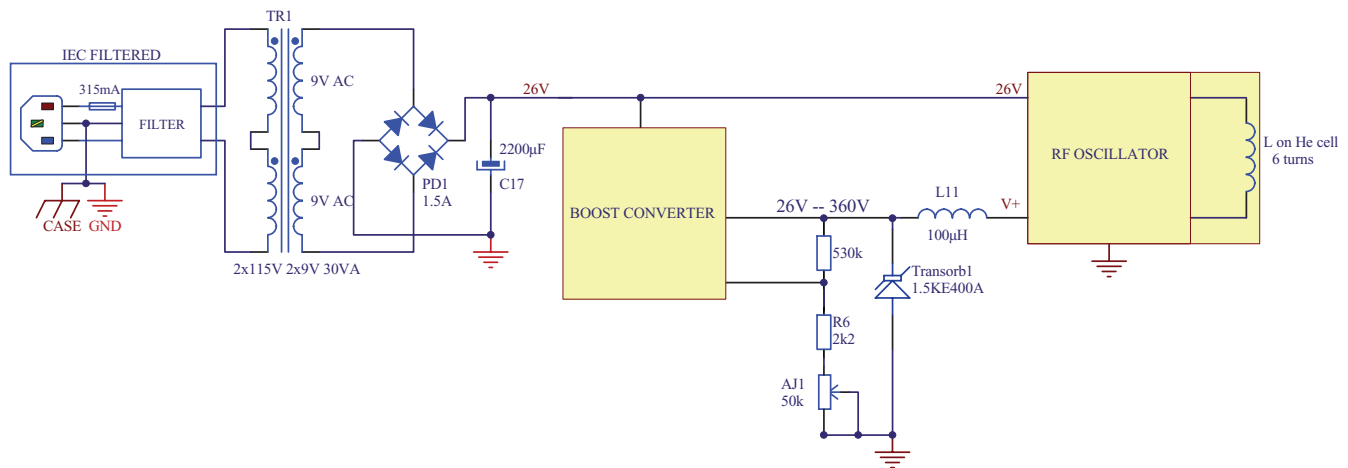 TR1
IEC FILTERED
315mA
FILTER
CASE
GND
9V AC
9V AC
2x115V 2x9V 30VA
PD1
1.5A
2200µF
C17
26V
BOOST CONVERTER
26V -- 360V
530k
R6
2k2
AJ1
50k
Transorb1
1.5KE400A
L11
100µH
26V
V+
RF OSCILLATOR
L on He cell
6 turns